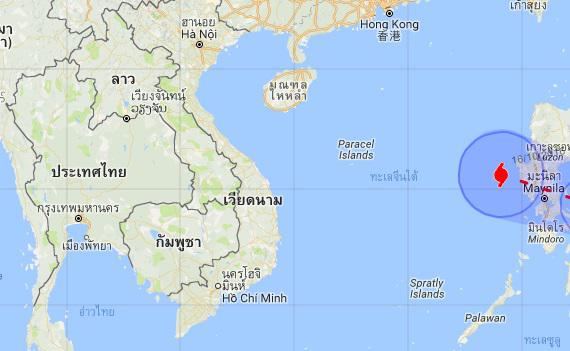 เกาสุยง
Hong Kong
香港
ฮานอย
Hà Nội
ลาว
เวียงจันทน์
ວຽງຈັນ
มณฑล
ไหหลำ
Paracel
Islands
ทะเลจีนใต้
เกาะลูซอน
Luzon
มะนิลา
Maynila
มินโดโร
Mindoro
ประเทศไทย
กรุงเทพมหานคร
เมืองพัทยา
เวียดนาม
กัมพูชา
นครโฮจิ
มินห์
Hồ Chí Minh
อ่าวไทย
Spratly
Islands
Palawan
ทะเลซูลู